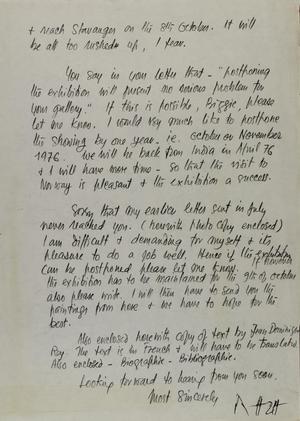 & reach Stavanger on the 8th October. It will
be all too rushed up, I fear.
You say in your letter that - "postponing
the exhibition will present no serious problem for
your gallery." If this is possible, Biggie, please
let me know. I would very much like to postpone
the showing by one year - ie. October or November
1976. We will be back from India in April 76
& I will have more time - so that the visit to
Norway is pleasant & the exhibition a success.
Sorry that my earlier letter sent in July
never reached you. (herewith photo copy enclosed)
I am difficult & demanding for myself & its
pleasure to do a job well. Hence if the exhibition
can be postponed please let me know. If however
the exhibition has to be maintained for the 9th of October
also please write. I will then have to send you the
paintings from here & we have to hope for the
best.
Also enclosed herewith copy of text by Jean Dominique
Rey. The text is in French & will have to be translated.
Also enclosed - Biographie - Bibliographie.
Looking forward to hearing from you soon.
Most Sincerely
RAZA